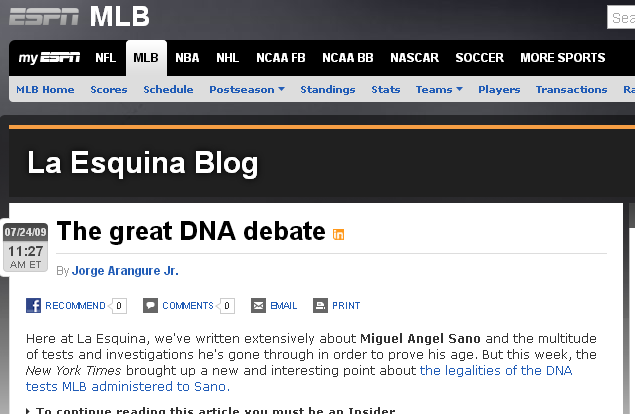 ESPN MLB
Sea
myESPN NFL MLB NBA NHL NCAA FB NCAA BB NASCAR SOCCER MORE SPORTS
MLB Home Scores Schedule Postseason Standings Stats Teams Players Transactions Ra
La Esquina Blog
07/24/09
11:27
AM ET
The great DNA debate in
By Jorge Arangure Jr.
f RECOMMEND 0 COMMENTS 0 EMAIL PRINT
Here at La Esquina, we've written extensively about Miguel Angel Sano and the multitude
of tests and investigations he's gone through in order to prove his age. But this week, the
New York Times brought up a new and interesting point about the legalities of the DNA
tests MLB administered to Sano.
To continue reading this article you must be an Insider